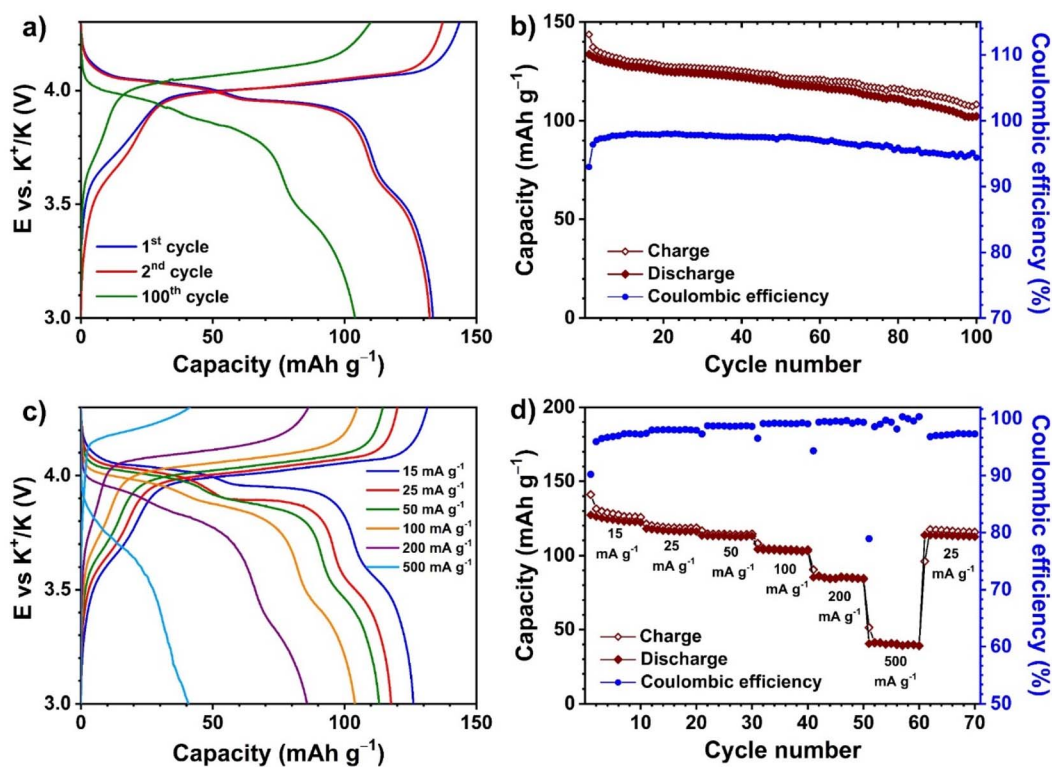 a)
E vs. K⁺/K (V)
4.0
3.5
3.0
1ˢᵗ cycle
2ⁿᵈ cycle
100ᵗʰ cycle
0
50
100
150
Capacity (mAh g⁻¹)
b)
Capacity (mAh g⁻¹)
150
100
50
0
Charge
Discharge
Coulombic efficiency
0
20
40
60
80
100
Cycle number
110
100
90
80
70
Coulombic efficiency (%)
c)
E vs K⁺/K (V)
4.0
3.5
3.0
15 mA g⁻¹
25 mA g⁻¹
50 mA g⁻¹
100 mA g⁻¹
200 mA g⁻¹
500 mA g⁻¹
0
50
100
150
Capacity (mAh g⁻¹)
d)
Capacity (mAh g⁻¹)
200
150
100
50
0
15
mA g⁻¹
25
mA g⁻¹
50
mA g⁻¹
100
mA g⁻¹
200
mA g⁻¹
500
mA g⁻¹
25
mA g⁻¹
Charge
Discharge
Coulombic efficiency
0
10
20
30
40
50
60
70
Cycle number
100
90
80
70
60
50
Coulombic efficiency (%)